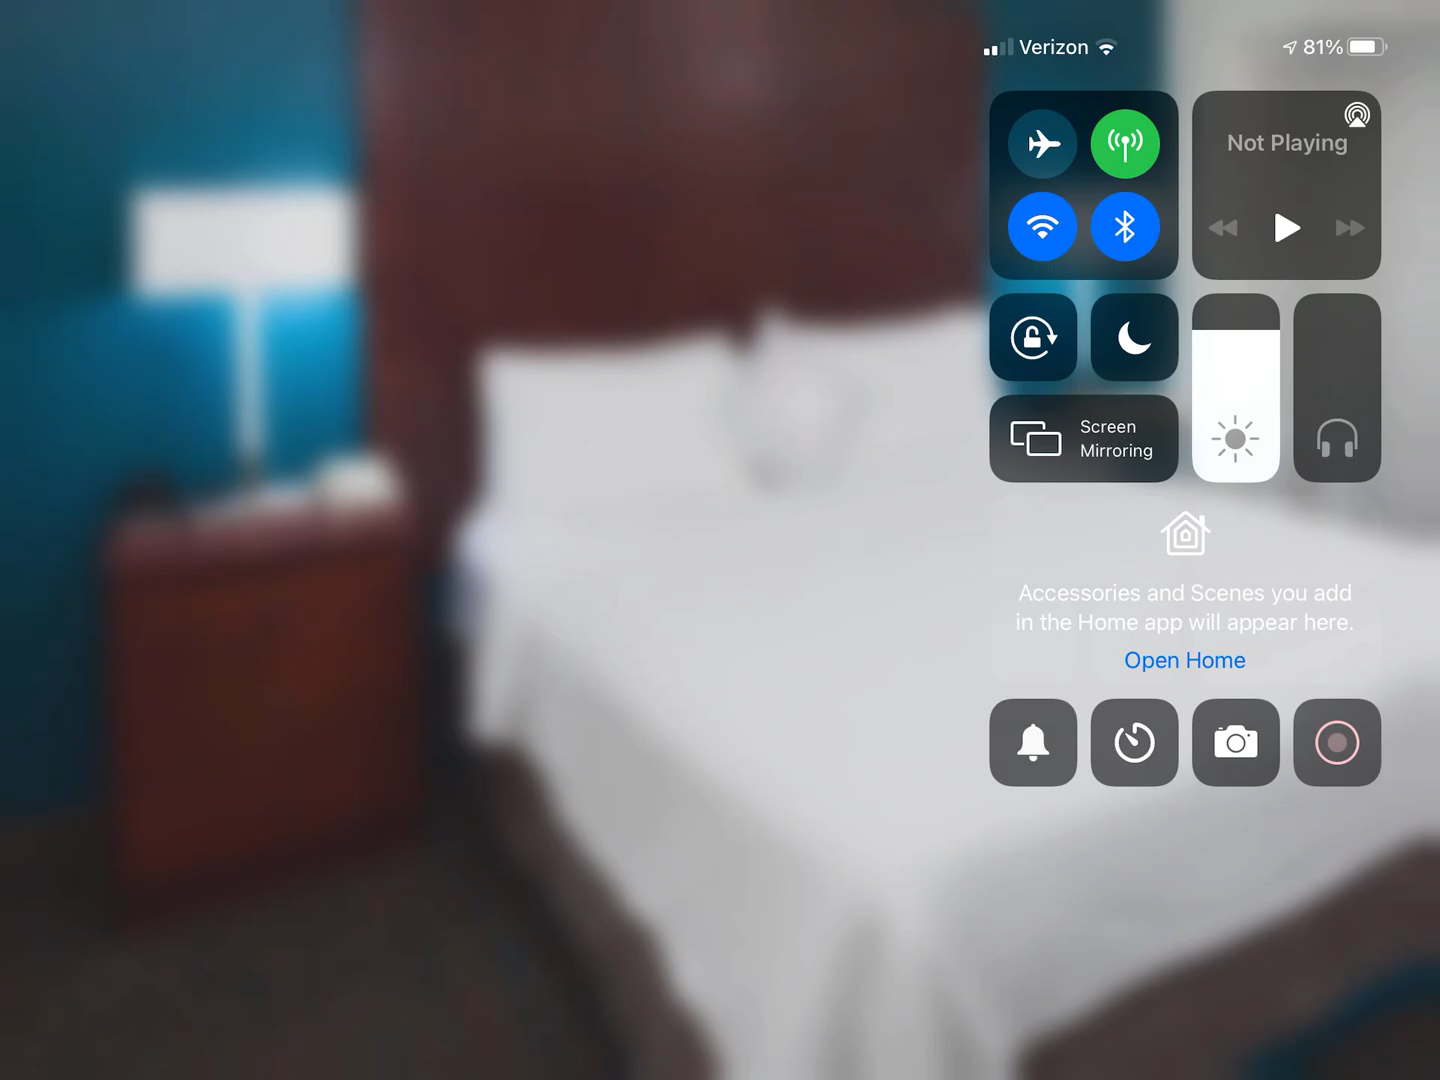 Verizon
81%
Not Playing
Screen
Mirroring
Accessories and Scenes you add
in the Home app will appear here.
Open Home